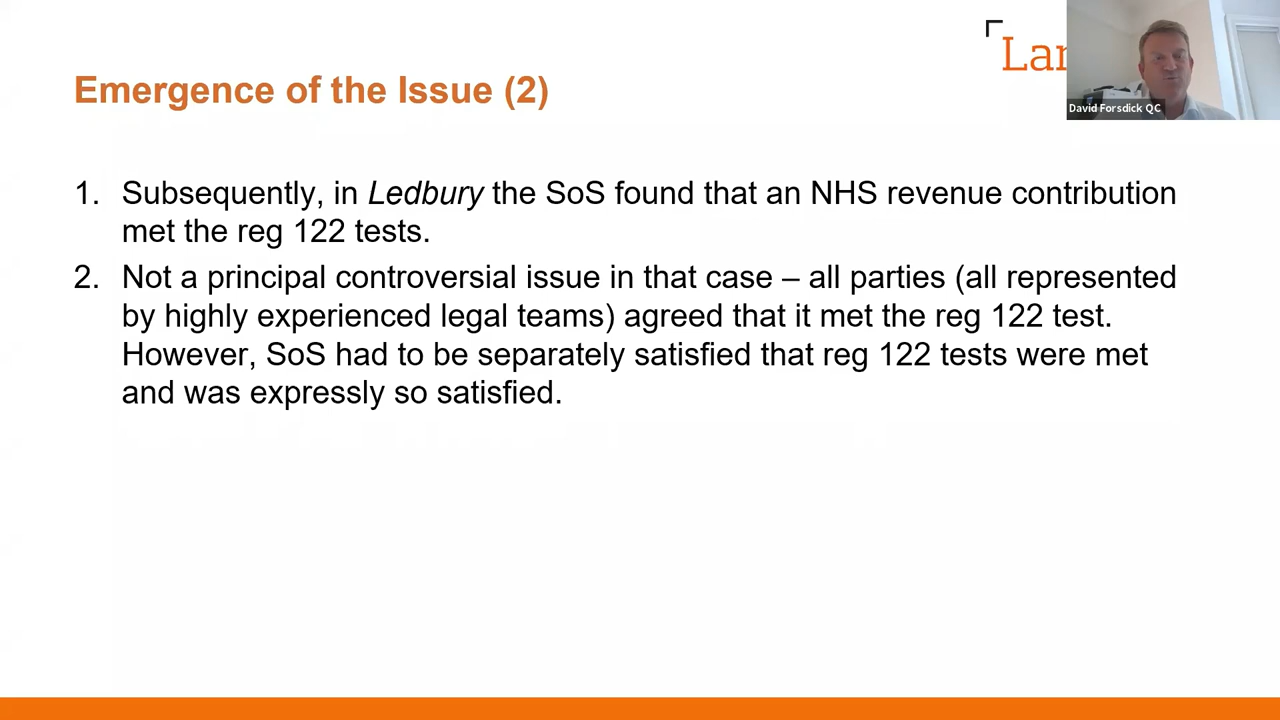 Emergence of the Issue (2)
Lan
David Forsdick QC
1. Subsequently, in Ledbury the SoS found that an NHS revenue contribution
met the reg 122 tests.
2. Not a principal controversial issue in that case – all parties (all represented
by highly experienced legal teams) agreed that it met the reg 122 test.
However, SoS had to be separately satisfied that reg 122 tests were met
and was expressly so satisfied.